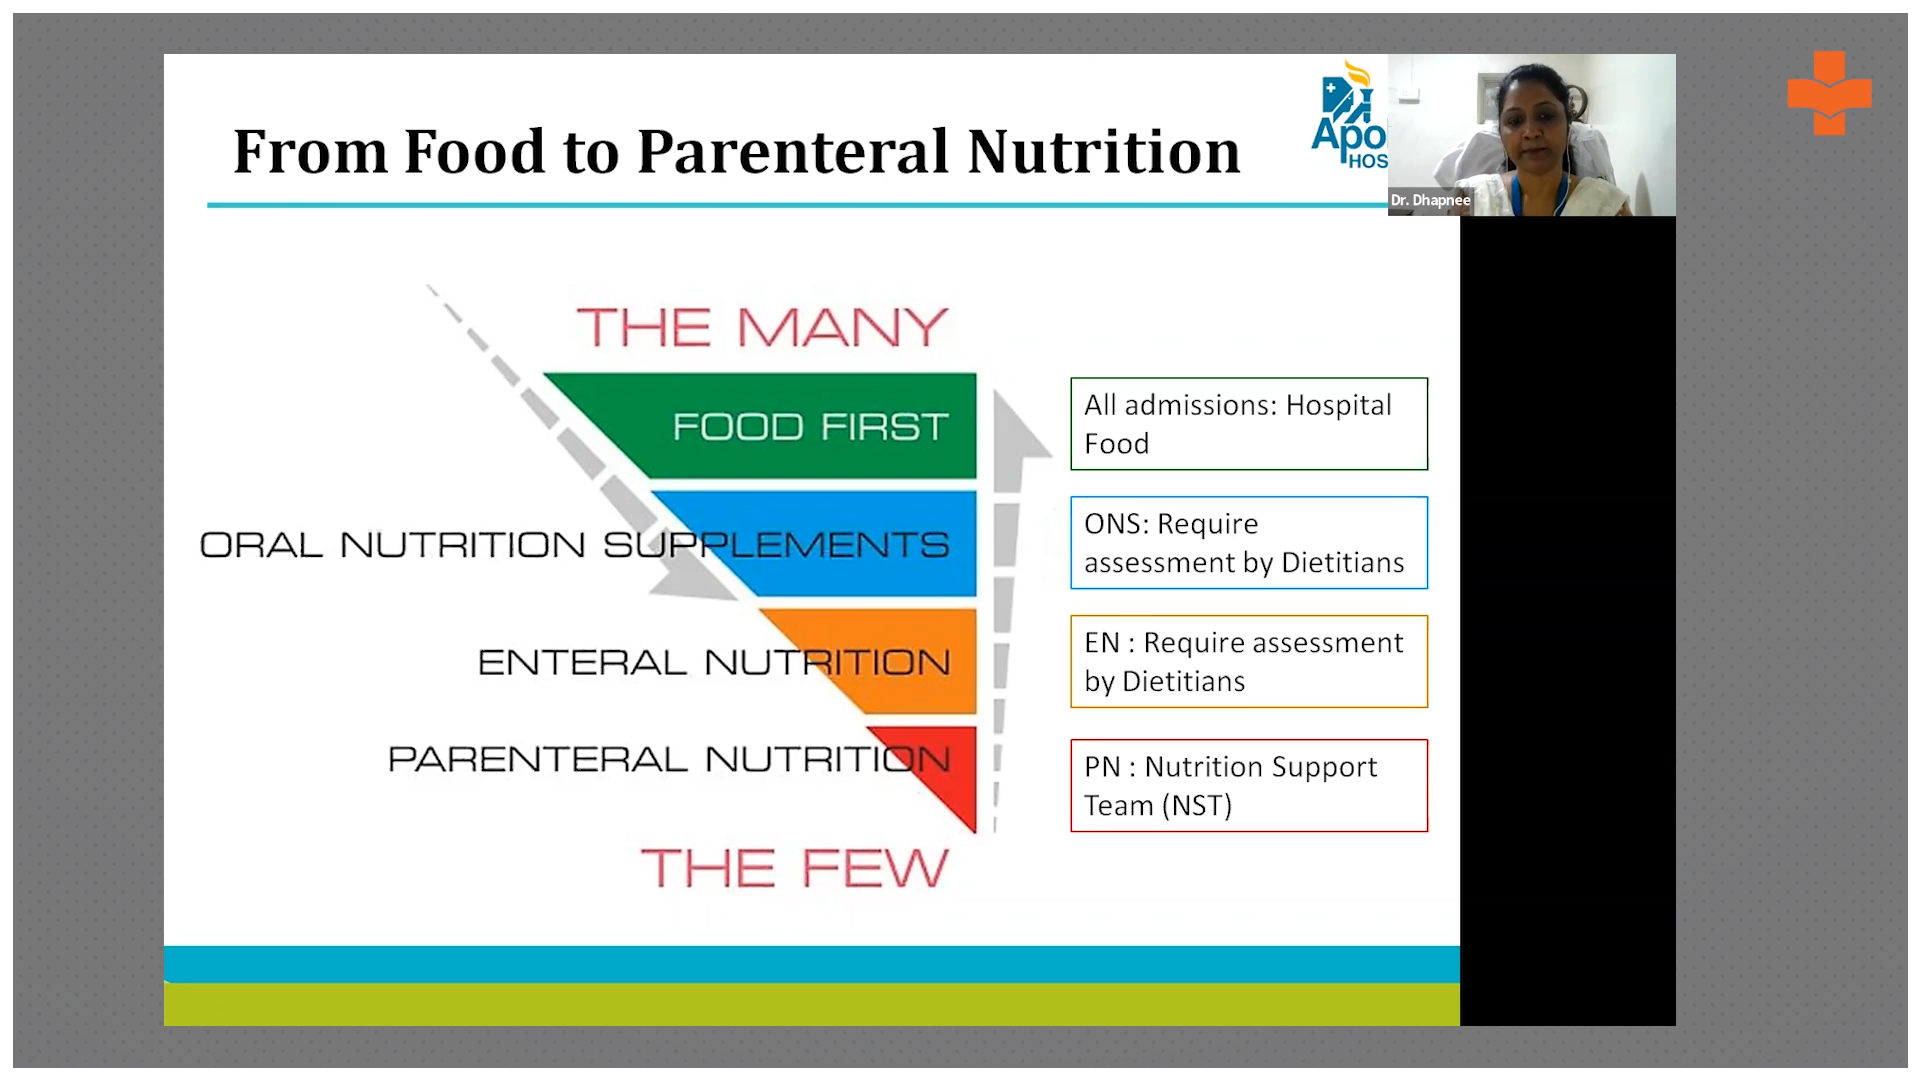 From Food to Parenteral Nutrition
Apo
HOS
Dr. Dhapnee
THE MANY
FOOD FIRST
All admissions: Hospital
Food
ORAL NUTRITION SUPPLEMENTS
ONS: Require
assessment by Dietitians
ENTERAL NUTRITION
EN : Require assessment
by Dietitians
PARENTERAL NUTRITION
PN : Nutrition Support
Team (NST)
THE FEW